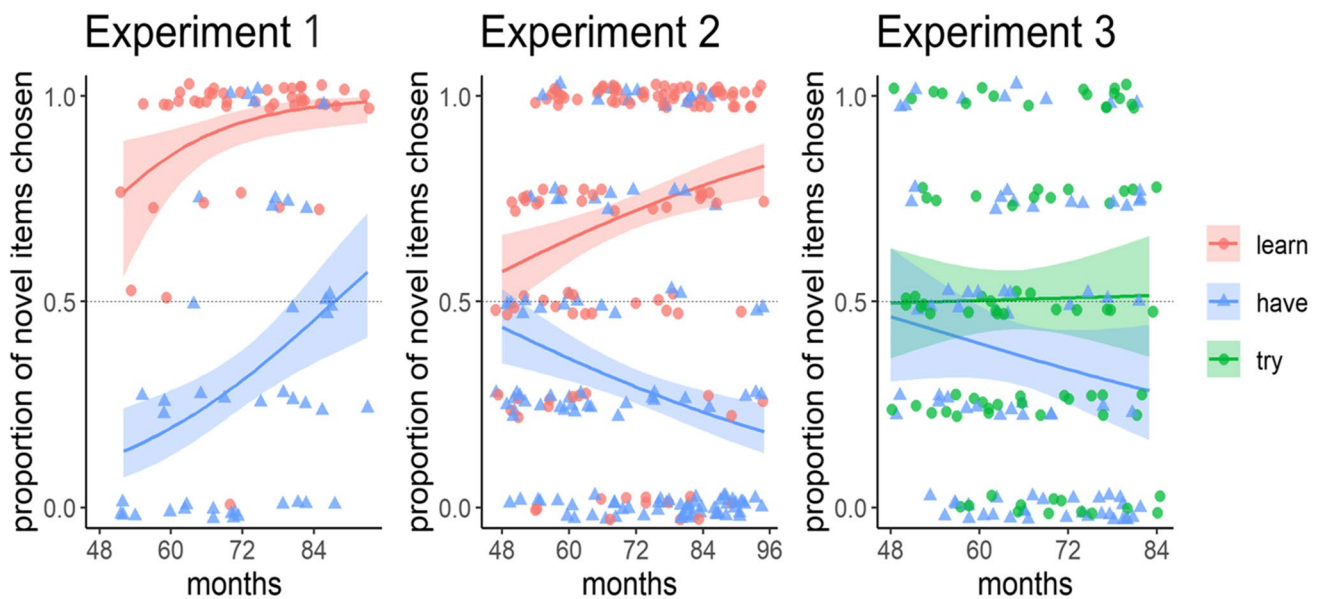 Experiment 1
proportion of novel items chosen
1.0
0.5
0.0
48 60 72 84
months
Experiment 2
proportion of novel items chosen
1.0
0.5
0.0
48 60 72 84 96
months
Experiment 3
proportion of novel items chosen
1.0
0.5
0.0
48 60 72 84
months
learn
have
try